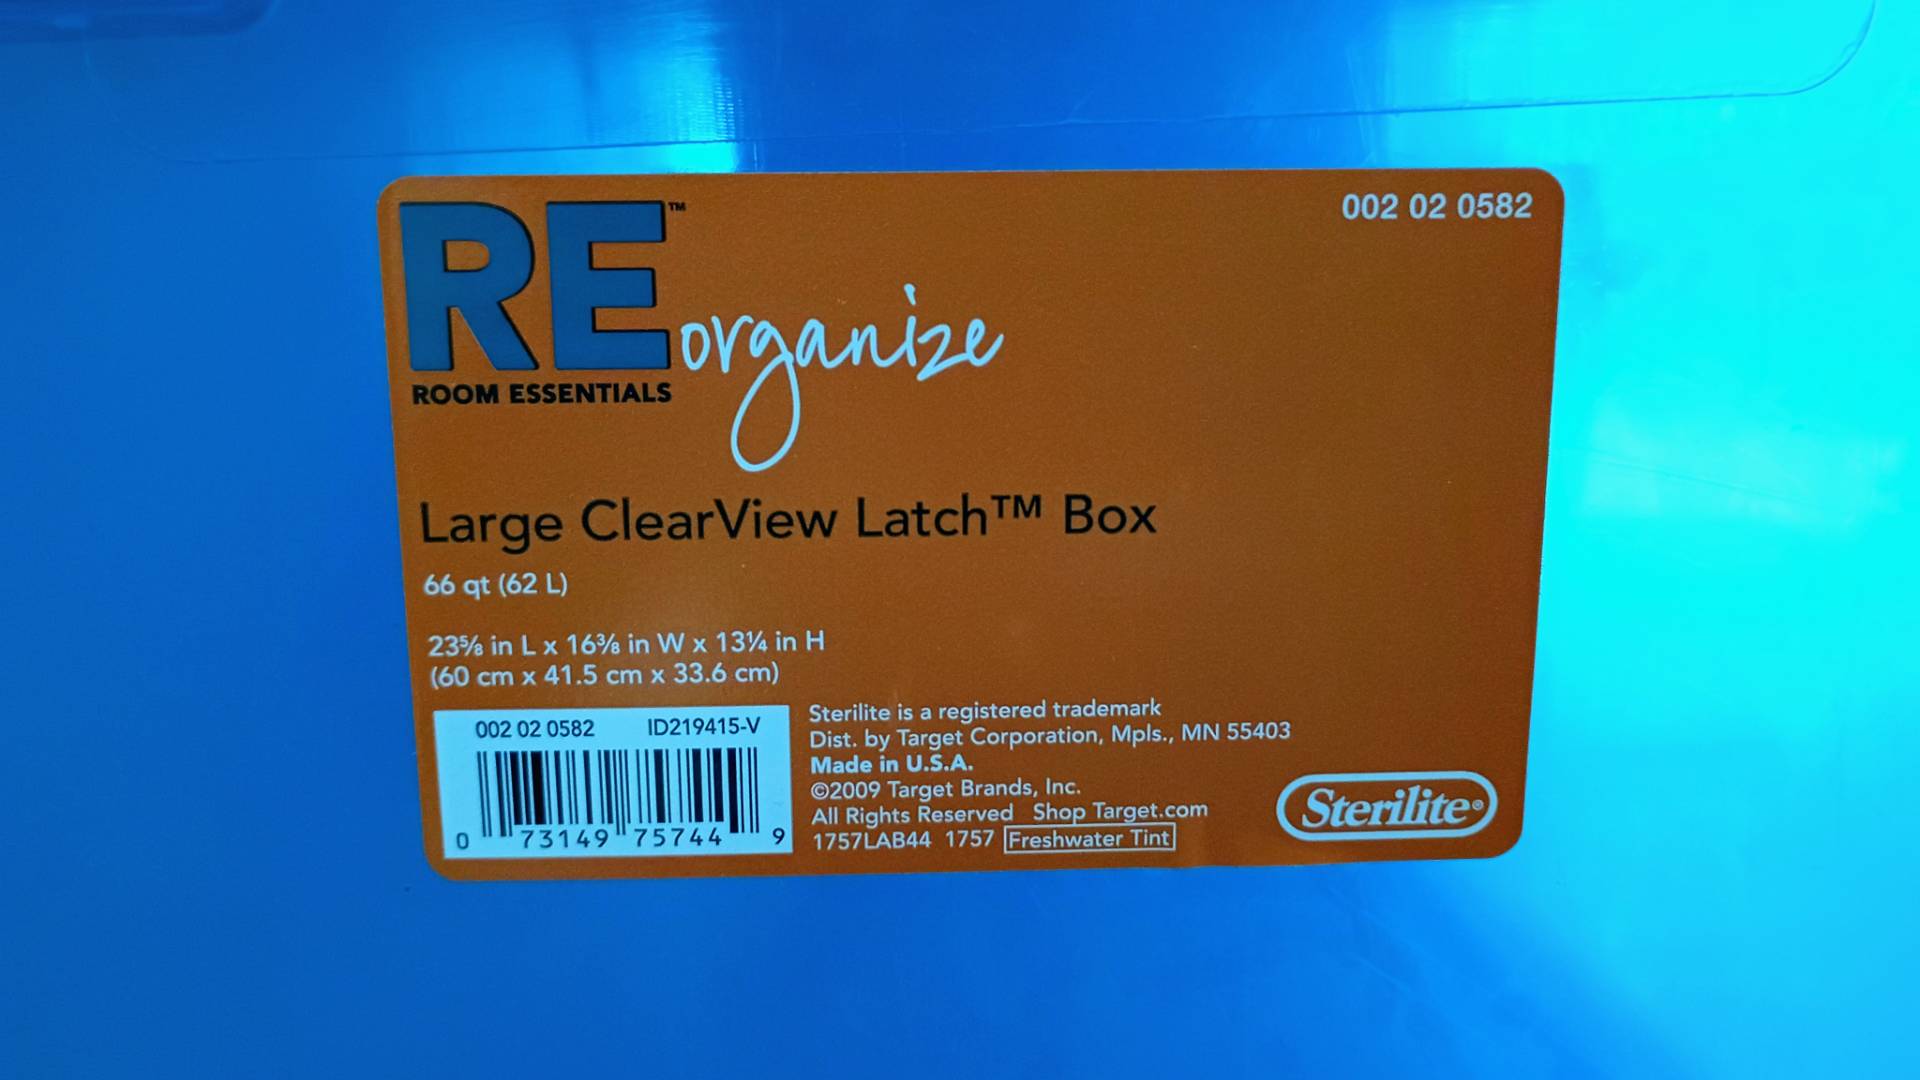 RE™
organize
ROOM ESSENTIALS
002 02 0582
Large ClearView Latch™ Box
66 qt (62 L)
23⅝ in L x 16⅜ in W x 13¼ in H
(60 cm x 41.5 cm x 33.6 cm)
002 02 0582 ID219415-V
0 73149 75744 9
Sterilite is a registered trademark
Dist. by Target Corporation, Mpls., MN 55403
Made in U.S.A.
©2009 Target Brands, Inc.
All Rights Reserved Shop Target.com
1757LAB44 1757 Freshwater Tint
Sterilite®